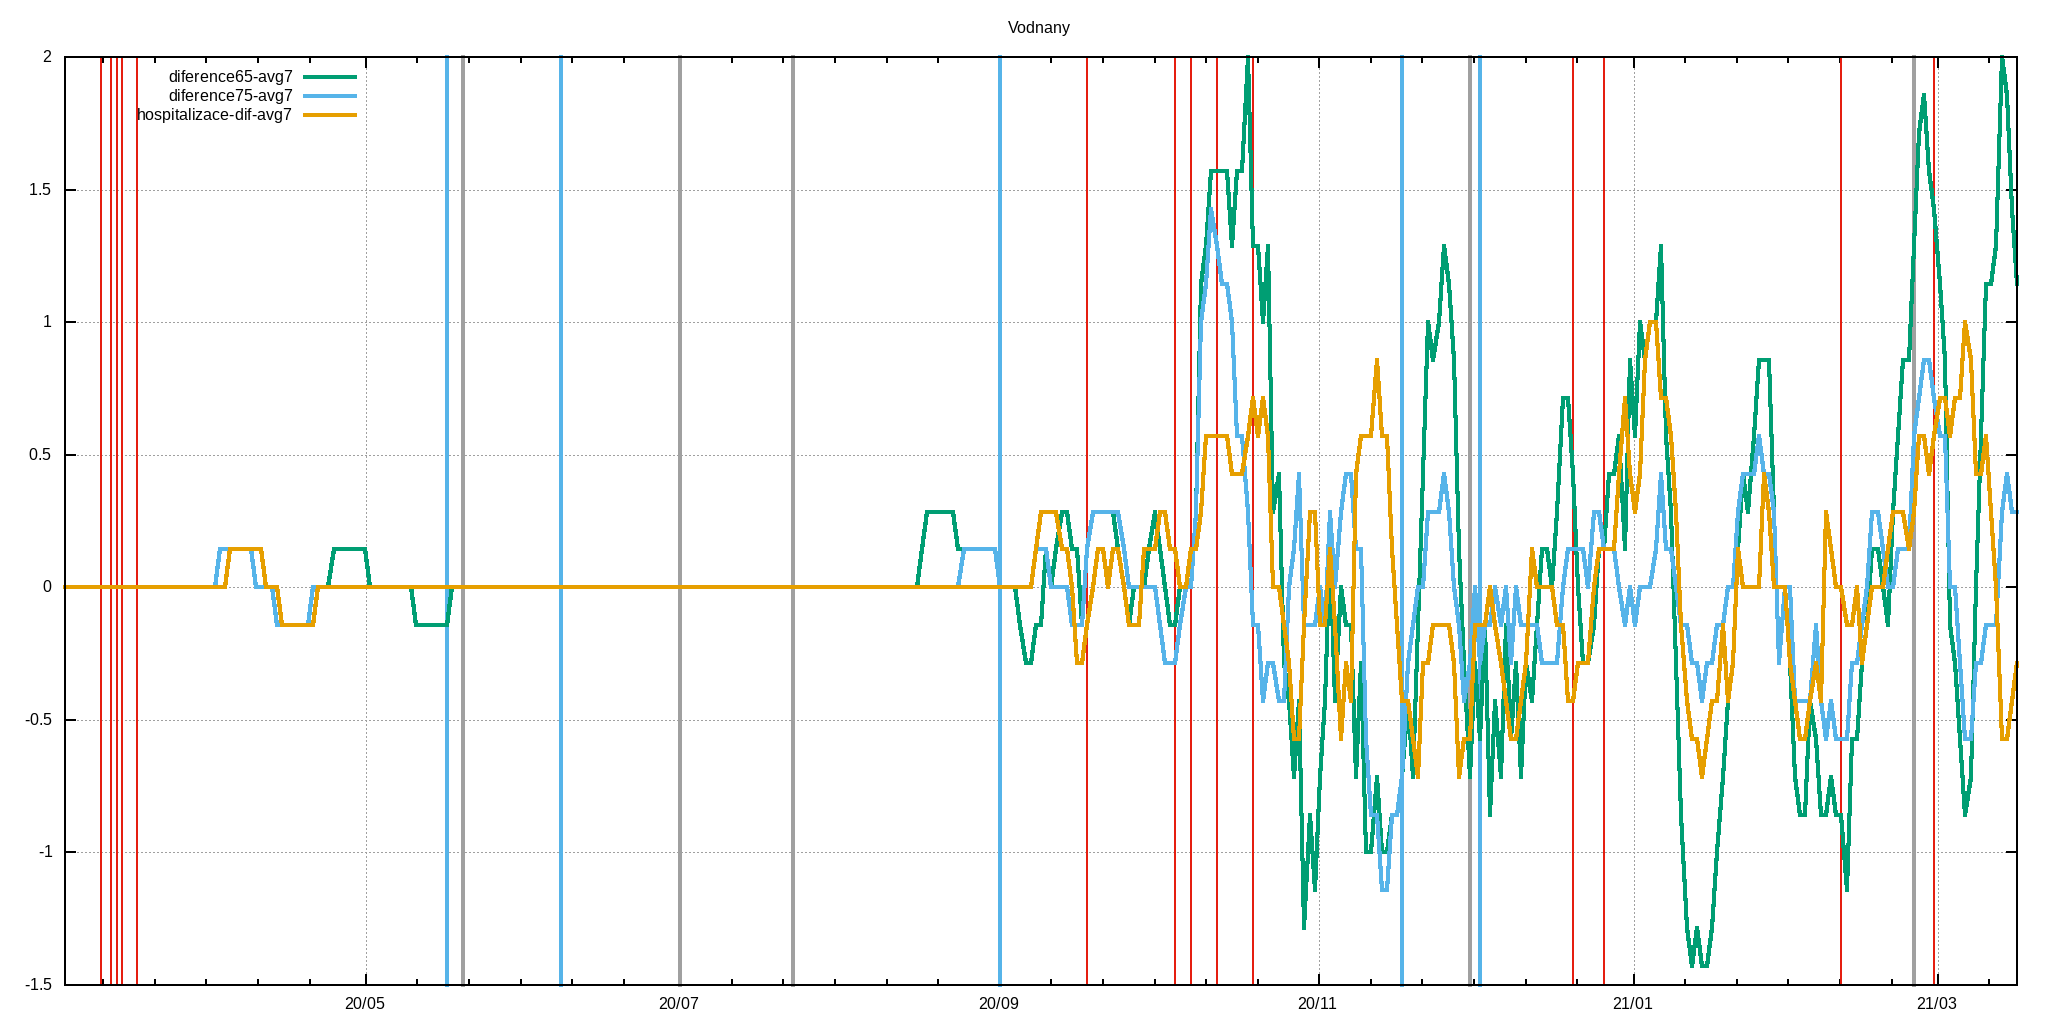 Vodnany
diference65-avg7
diference75-avg7
hospitalizace-dif-avg7
2
1.5
1
0.5
0
-0.5
-1
-1.5
20/05 20/07 20/09 20/11 21/01 21/03